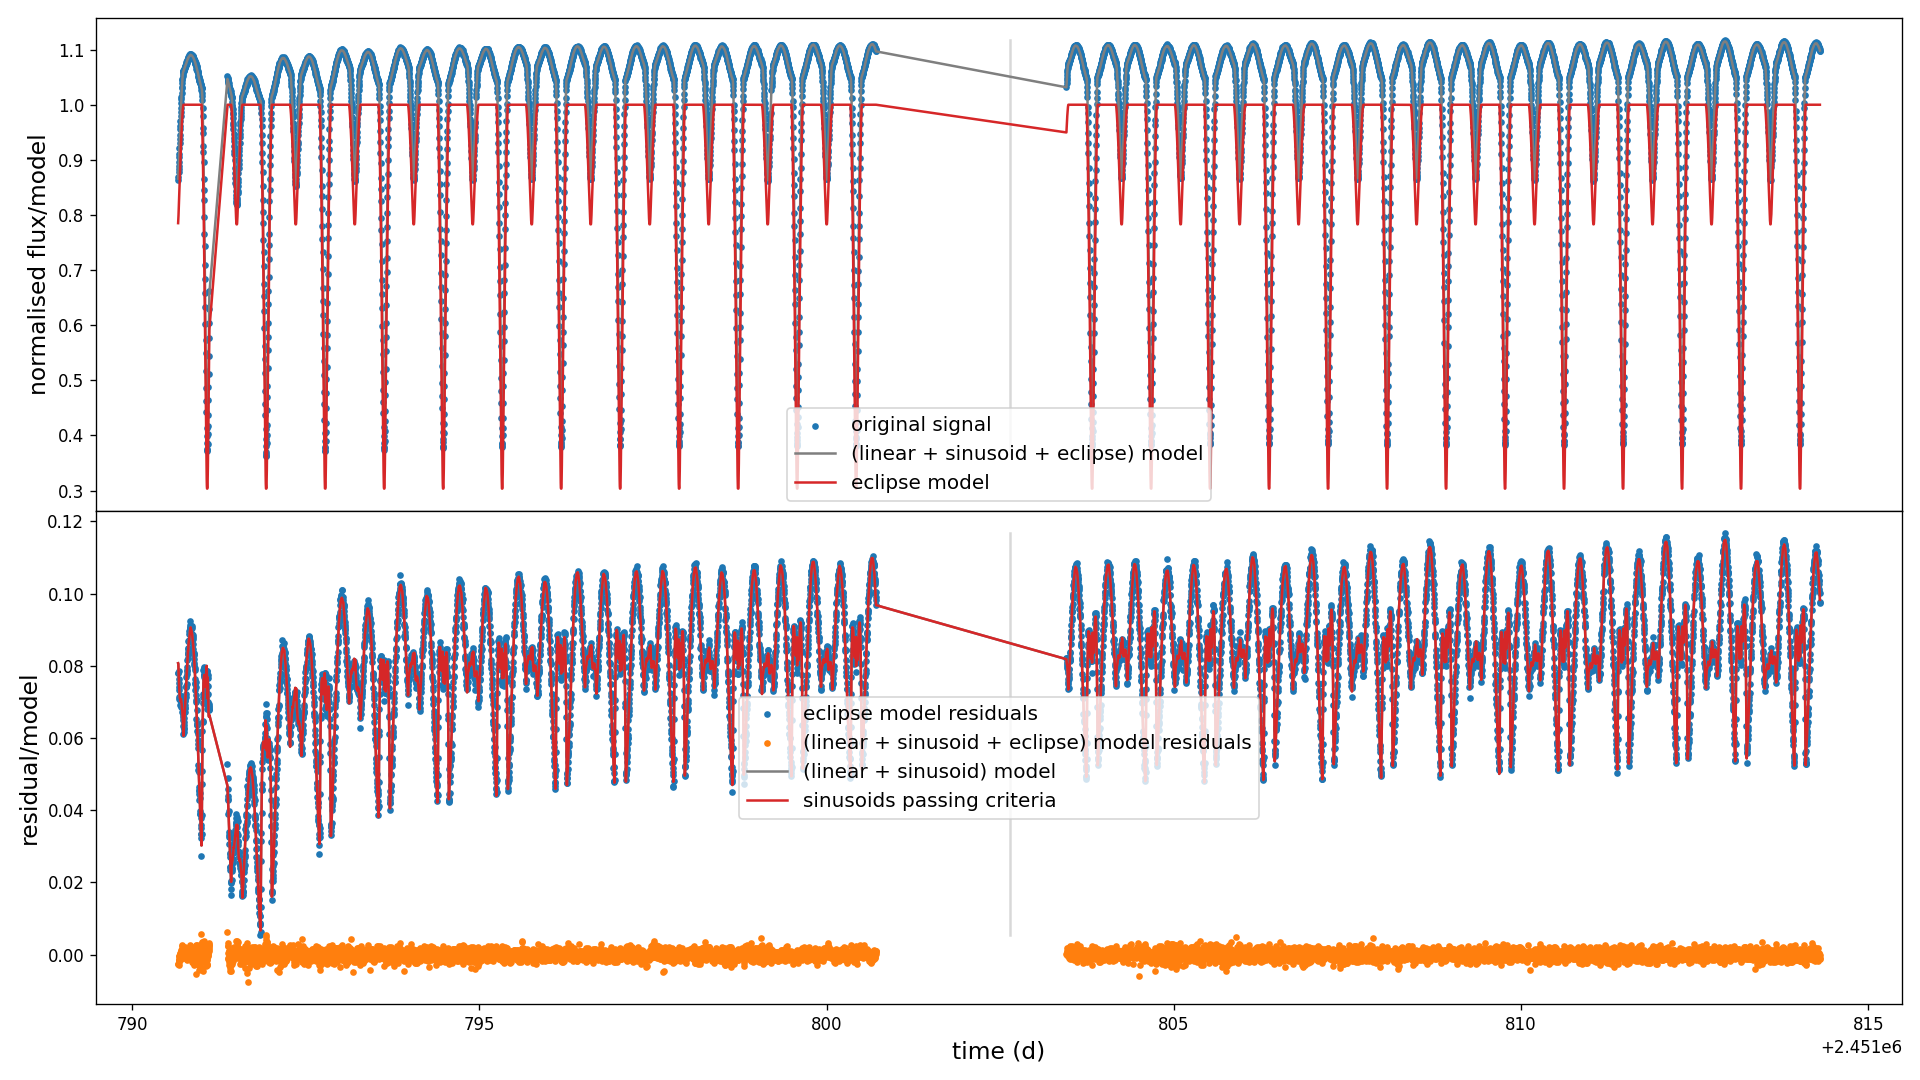 normalised flux/model
1.1
1.0
0.9
0.8
0.7
0.6
0.5
0.4
0.3
original signal
(linear + sinusoid + eclipse) model
eclipse model
residual/model
0.12
0.10
0.08
0.06
0.04
0.02
0.00
eclipse model residuals
(linear + sinusoid + eclipse) model residuals
(linear + sinusoid) model
sinusoids passing criteria
790 795 800 805 810 815
time (d)
+2.451e6